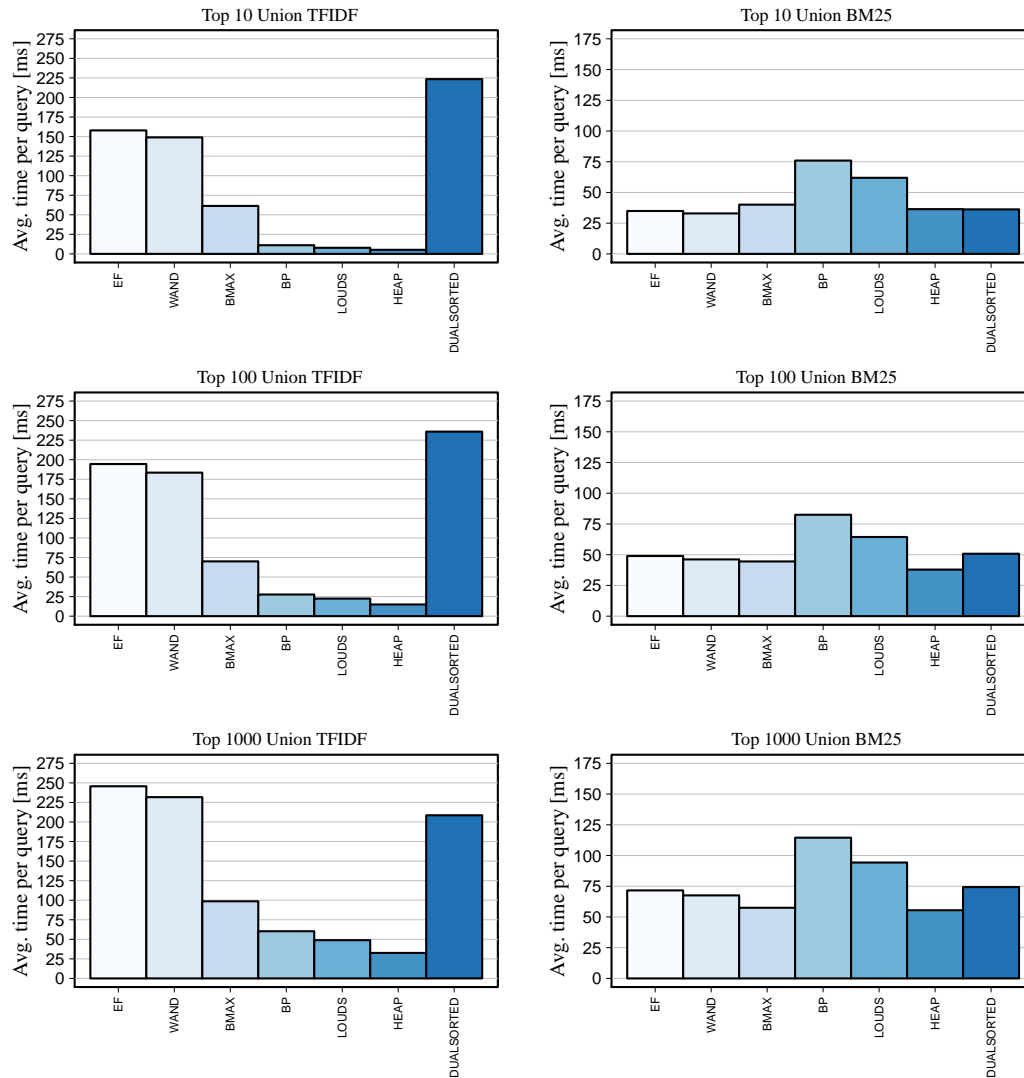 Top 10 Union TFIDF
Avg. time per query [ms]
275
250
225
200
175
150
125
100
75
50
25
0
EF
WAND
BMAX
BP
LOUDS
HEAP
DUALSORTED
Top 10 Union BM25
Avg. time per query [ms]
175
150
125
100
75
50
25
0
EF
WAND
BMAX
BP
LOUDS
HEAP
DUALSORTED
Top 100 Union TFIDF
Avg. time per query [ms]
275
250
225
200
175
150
125
100
75
50
25
0
EF
WAND
BMAX
BP
LOUDS
HEAP
DUALSORTED
Top 100 Union BM25
Avg. time per query [ms]
175
150
125
100
75
50
25
0
EF
WAND
BMAX
BP
LOUDS
HEAP
DUALSORTED
Top 1000 Union TFIDF
Avg. time per query [ms]
275
250
225
200
175
150
125
100
75
50
25
0
EF
WAND
BMAX
BP
LOUDS
HEAP
DUALSORTED
Top 1000 Union BM25
Avg. time per query [ms]
175
150
125
100
75
50
25
0
EF
WAND
BMAX
BP
LOUDS
HEAP
DUALSORTED